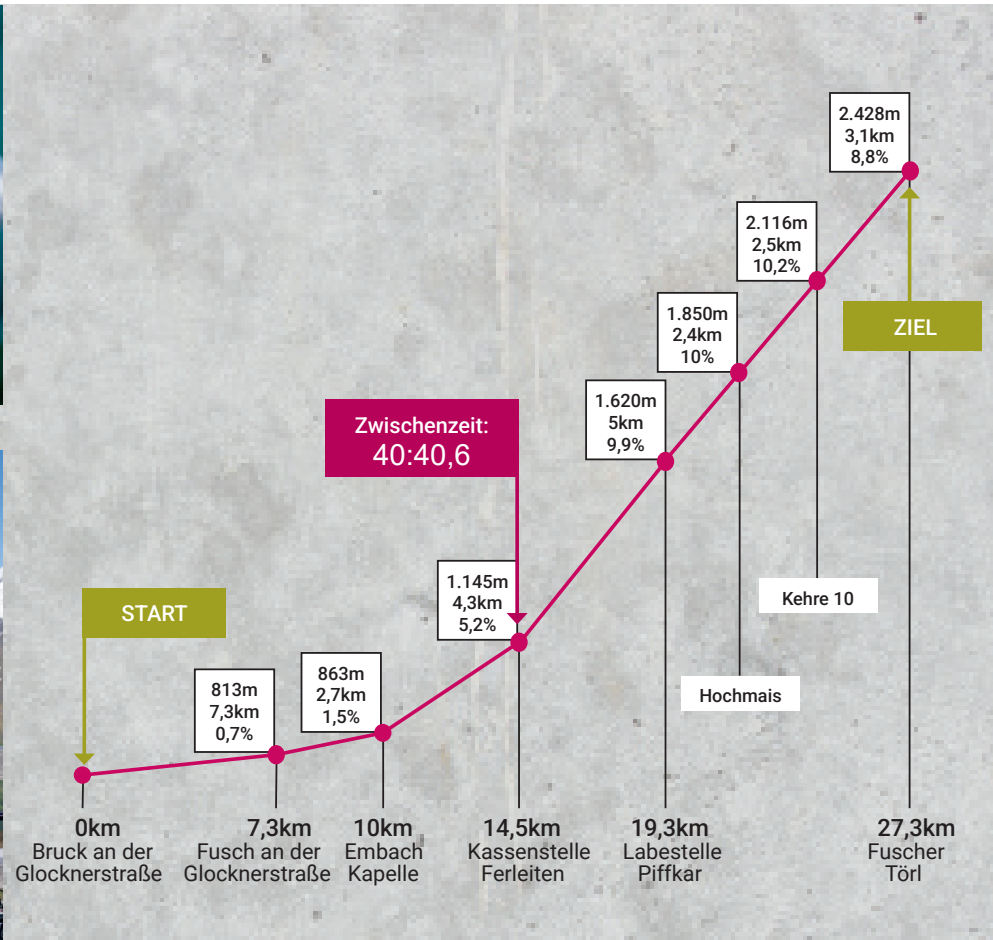 2.428m
3,1km
8,8%
2.116m
2,5km
10,2%
ZIEL
1.850m
2,4km
10%
1.620m
5km
9,9%
Zwischenzeit:
40:40,6
1.145m
4,3km
5,2%
START
Kehre 10
863m
2,7km
1,5%
813m
7,3km
0,7%
Hochmais
0km
Bruck an der
Glocknerstraße
7,3km
Fusch an der
Glocknerstraße
10km
Embach
Kapelle
14,5km
Kassenstelle
Ferleiten
19,3km
Labestelle
Piffkar
27,3km
Fuscher
Törl